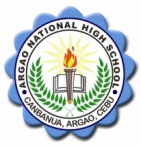 ARGAO NATIONAL HIGH SCHOOL
CANBANUA, ARGAO, CEBU